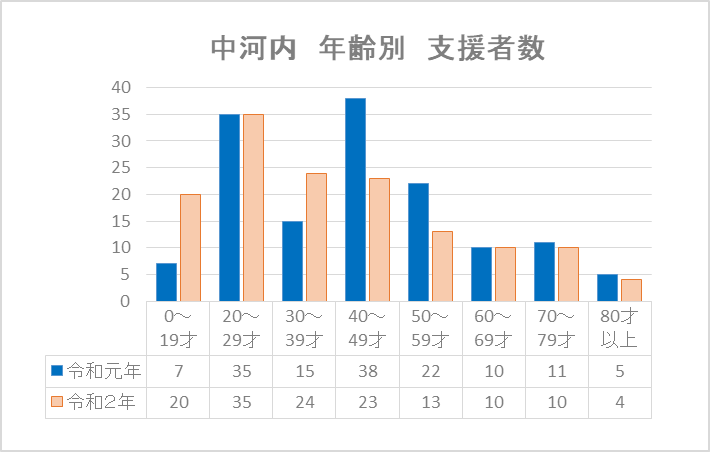 中河内　年齢別　支援者数
40
35
30
25
20
15
10
5
0
0～ 20～ 30～ 40～ 50～ 60～ 70～ 80才
19才 29才 39才 49才 59才 69才 79才 以上
令和元年 7 35 15 38 22 10 11 5
令和２年 20 35 24 23 13 10 10 4